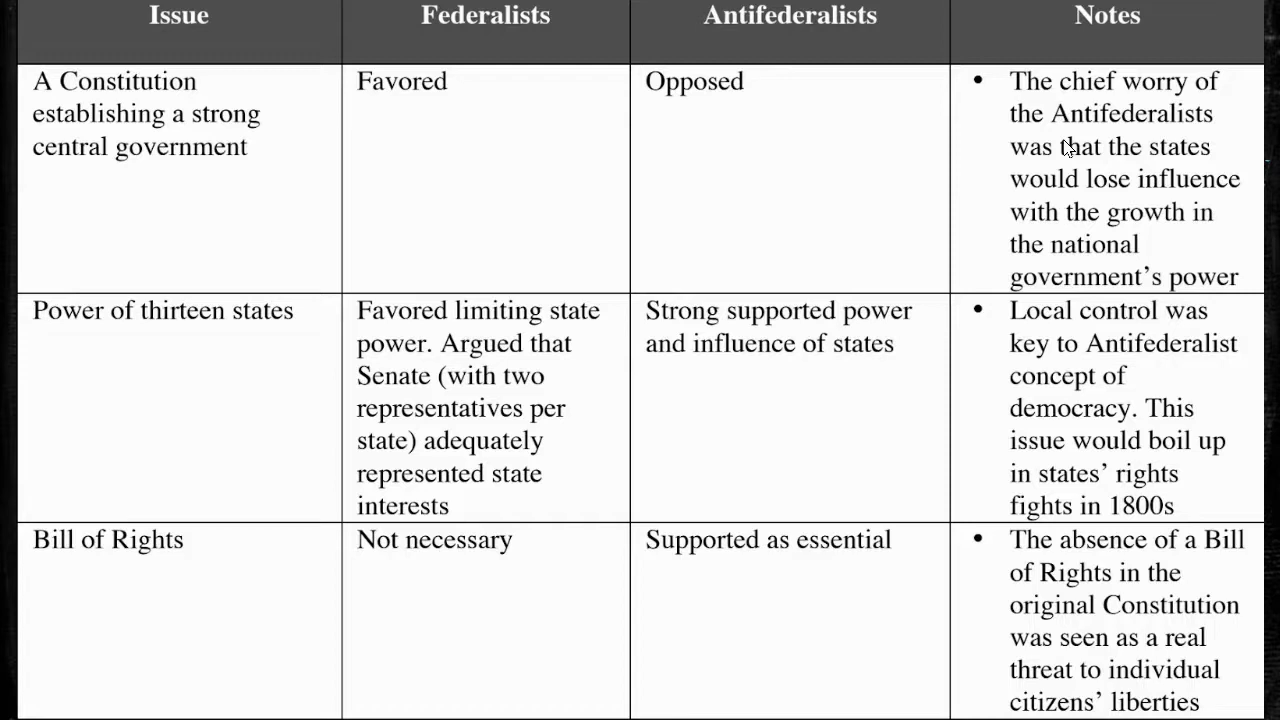 Issue
Federalists
Antifederalists
Notes
A Constitution
establishing a strong
central government
Favored
Opposed
• The chief worry of
the Antifederalists
was that the states
would lose influence
with the growth in
the national
government’s power
Power of thirteen states
Favored limiting state
power. Argued that
Senate (with two
representatives per
state) adequately
represented state
interests
Strong supported power
and influence of states
• Local control was
key to Antifederalist
concept of
democracy. This
issue would boil up
in states’ rights
fights in 1800s
Bill of Rights
Not necessary
Supported as essential
• The absence of a Bill
of Rights in the
original Constitution
was seen as a real
threat to individual
citizens’ liberties